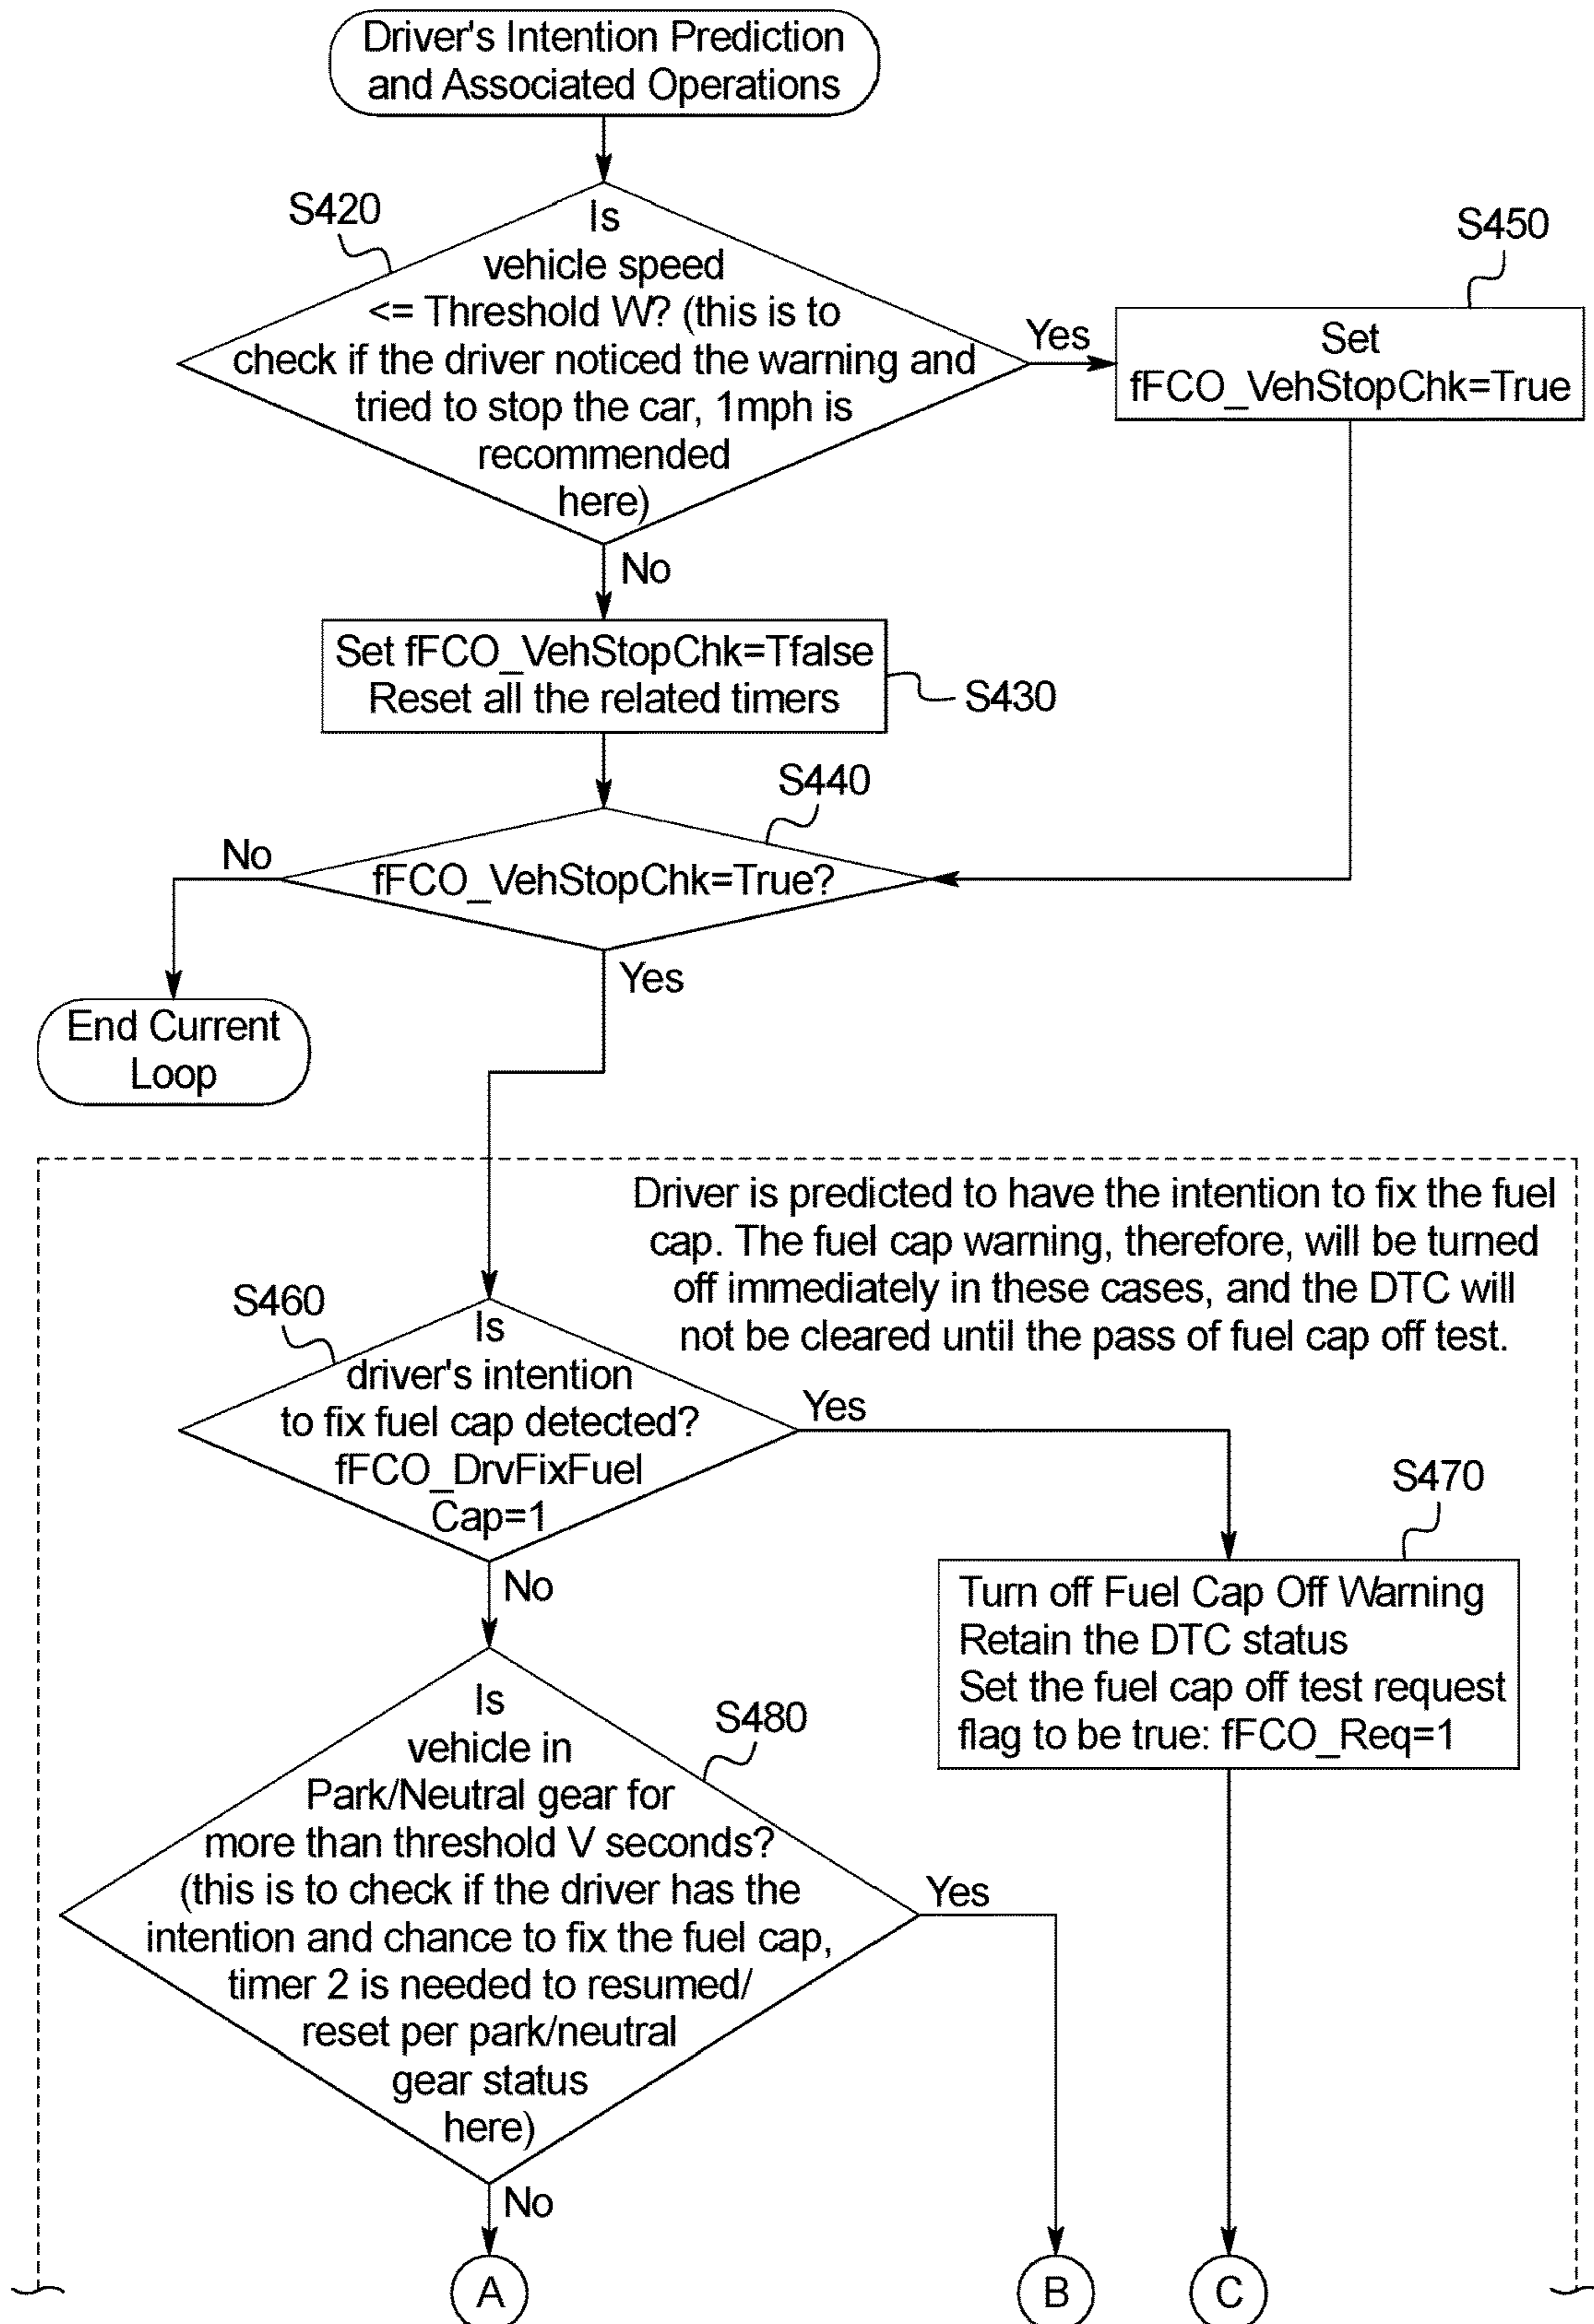 Driver's Intention Prediction
and Associated Operations
S420
Is
vehicle speed
<= Threshold W? (this is to
check if the driver noticed the warning and
tried to stop the car, 1mph is
recommended
here)
Yes
S450
Set
fFCO_VehStopChk=True
No
Set fFCO_VehStopChk=Tfalse
Reset all the related timers
S430
S440
fFCO_VehStopChk=True?
No
Yes
End Current
Loop
Driver is predicted to have the intention to fix the fuel
cap. The fuel cap warning, therefore, will be turned
off immediately in these cases, and the DTC will
not be cleared until the pass of fuel cap off test.
S460
Is
driver's intention
to fix fuel cap detected?
fFCO_DrvFixFuel
Cap=1
Yes
No
S470
Turn off Fuel Cap Off Warning
Retain the DTC status
Set the fuel cap off test request
flag to be true: fFCO_Req=1
S480
Is
vehicle in
Park/Neutral gear for
more than threshold V seconds?
(this is to check if the driver has the
intention and chance to fix the fuel cap,
timer 2 is needed to resumed/
reset per park/neutral
gear status
here)
Yes
No
A
B
C